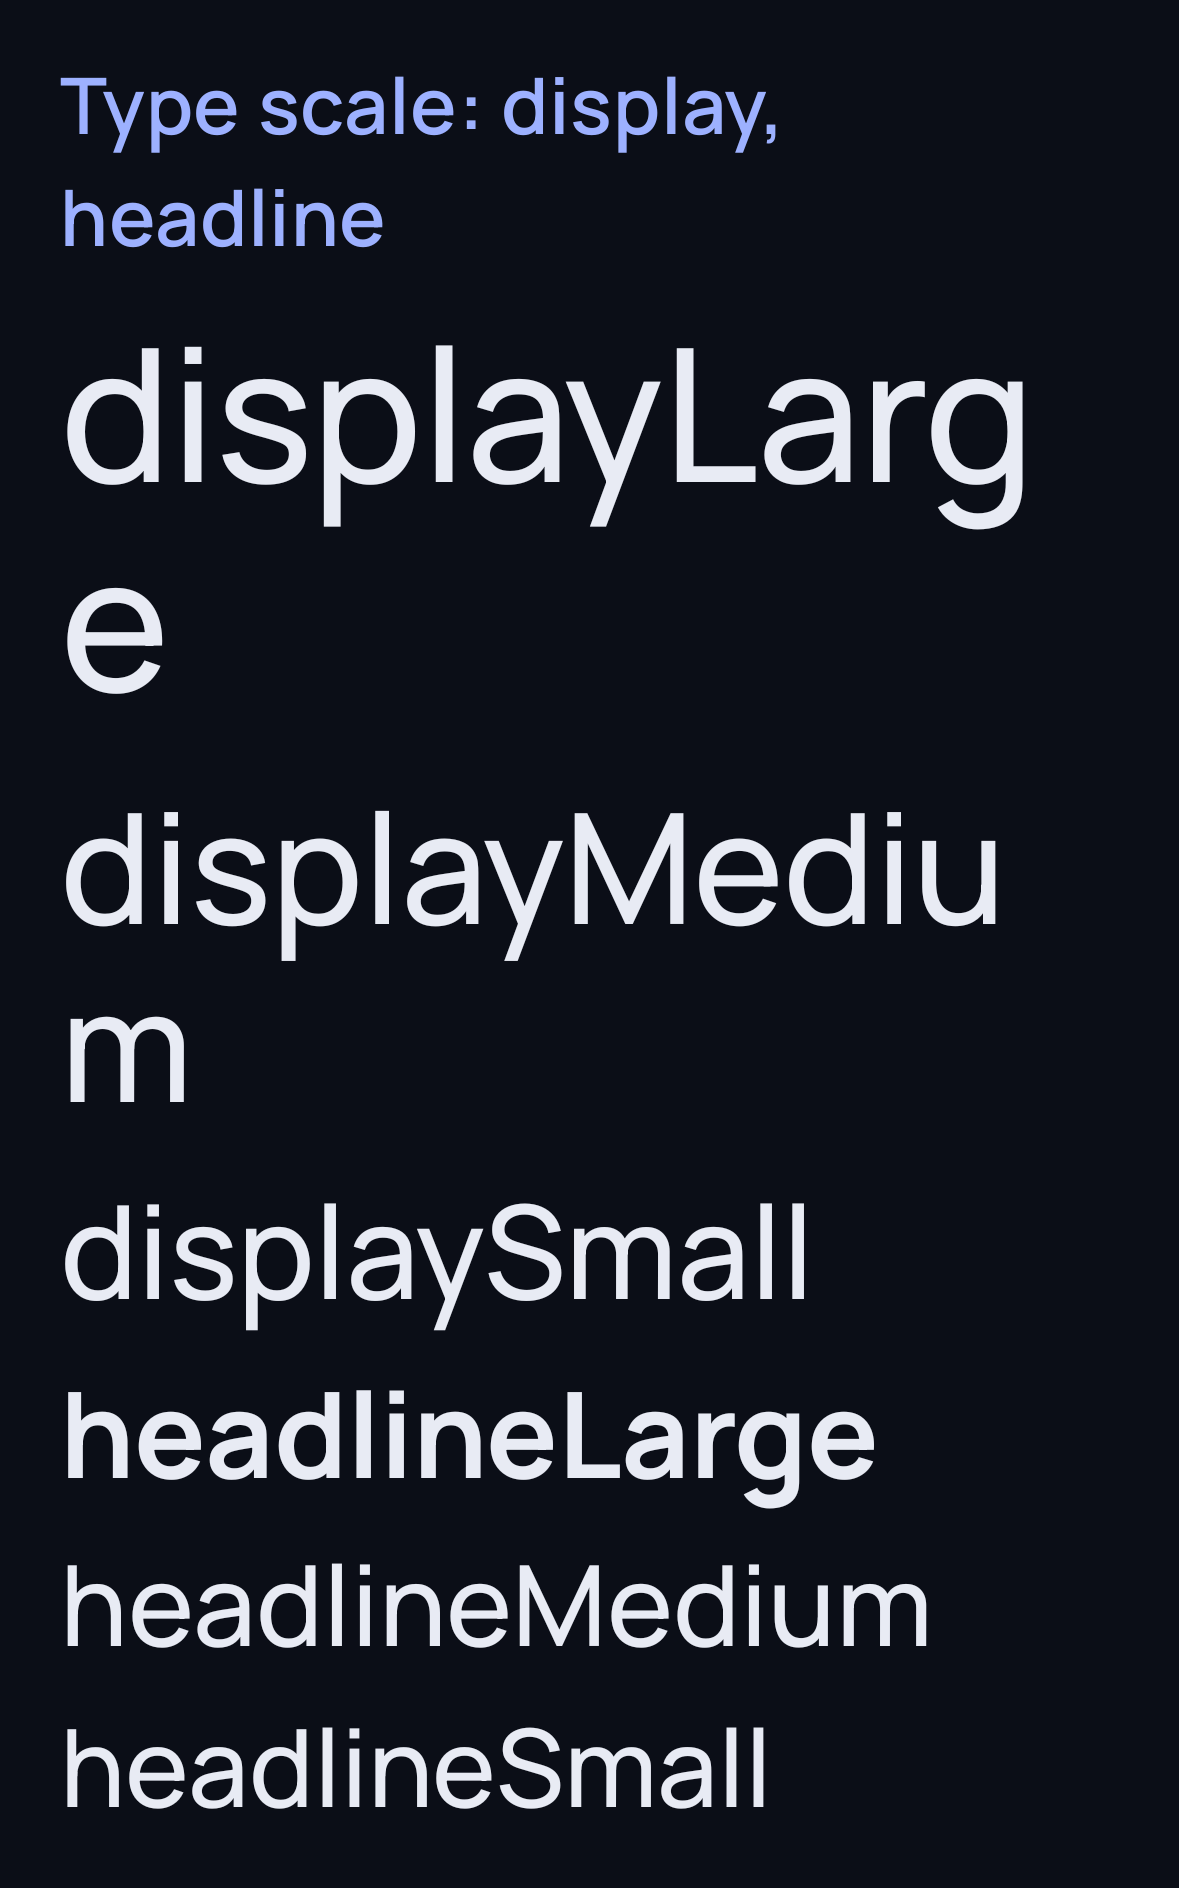 Type scale: display,
headline
displayLarg
e
displayMediu
m
displaySmall
headlineLarge
headlineMedium
headlineSmall